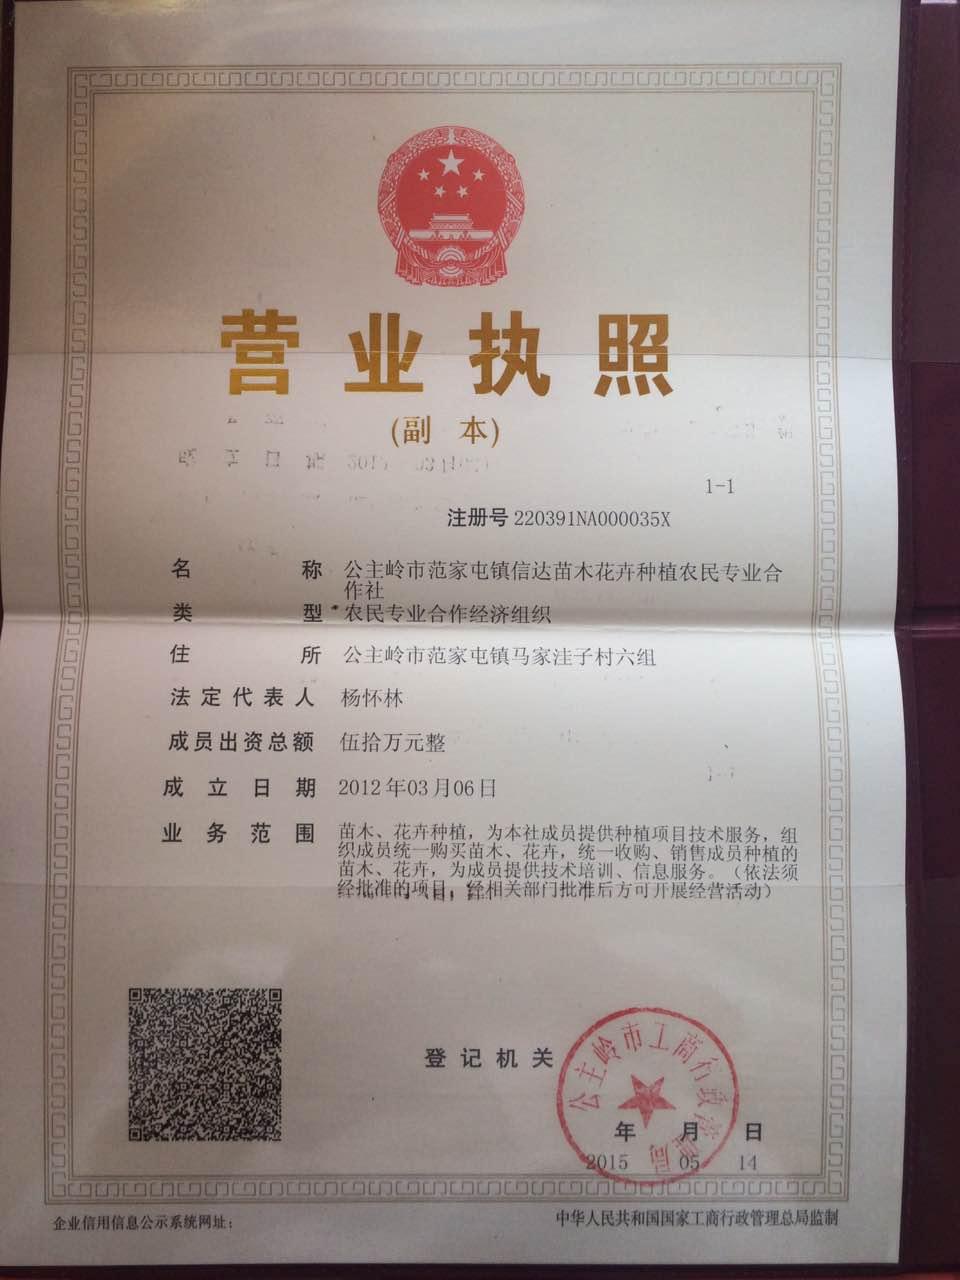 营业执照
(副 本)
1-1
注册号 220391NA000035X
名 称 公主岭市范家屯镇信达苗木花卉种植农民专业合
作社
类 型 农民专业合作经济组织
住 所 公主岭市范家屯镇马家洼子村六组
法定代表人 杨怀林
成员出资总额 伍拾万元整
成立日期 2012年03月06日
业务范围 苗木、花卉种植，为本社成员提供种植项目技术服务，组
织成员统一购买苗木、花卉，统一收购、销售成员种植的
苗木、花卉，为成员提供技术培训、信息服务。（依法须
经批准的项目，经相关部门批准后方可开展经营活动）
登记机关
公主岭市工商行政管理局
年 月 日
2015 05 14
企业信用信息公示系统网址：
中华人民共和国国家工商行政管理总局监制